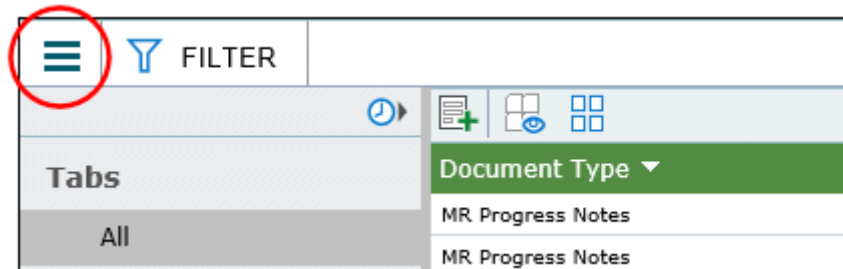 FILTER
Tabs
All
Document Type
MR Progress Notes
MR Progress Notes